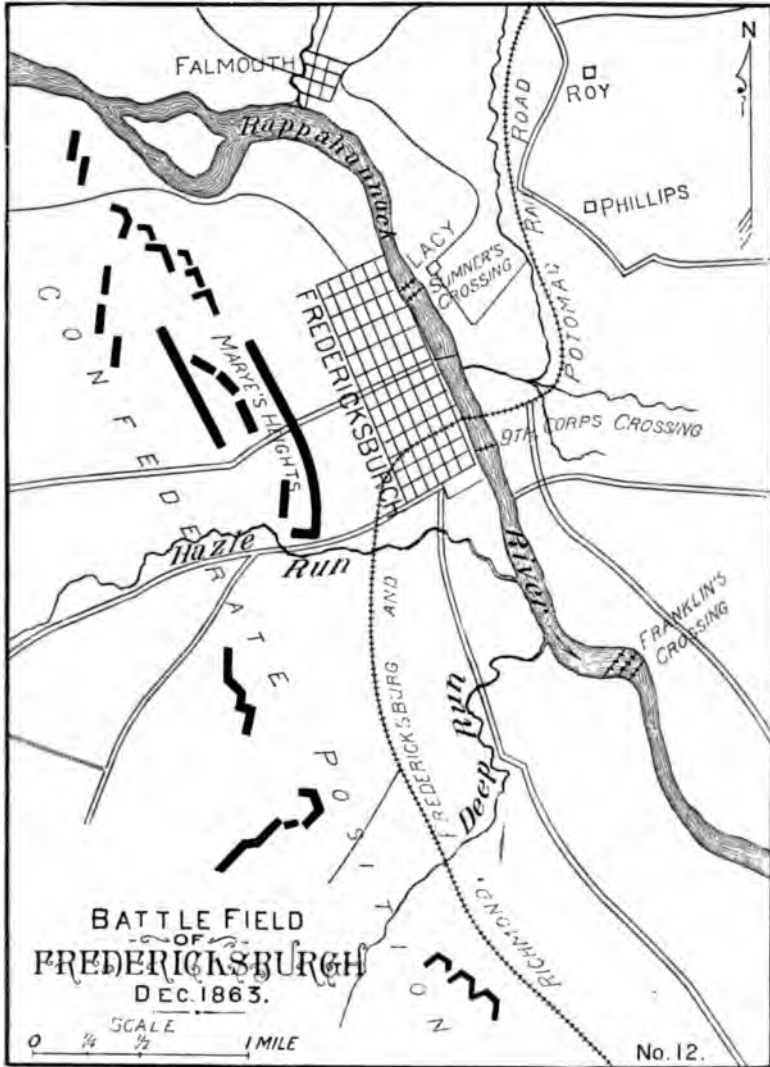 N
FALMOUTH
ROY
PHILLIPS
Rappahannock
LACY
SUMNER'S
CROSSING
POTOMAC RAIL ROAD
FREDERICKSBURGH
MARYE'S HEIGHTS
CONFEDERATE POSITION
9TH CORPS CROSSING
River
Hazle Run
FRANKLIN'S
CROSSING
Deep Run
RICHMOND, FREDERICKSBURG AND
BATTLE FIELD
OF
FREDERICKSBURGH
DEC. 1863.
SCALE
0 1/4 1/2 1 MILE
No. 12.